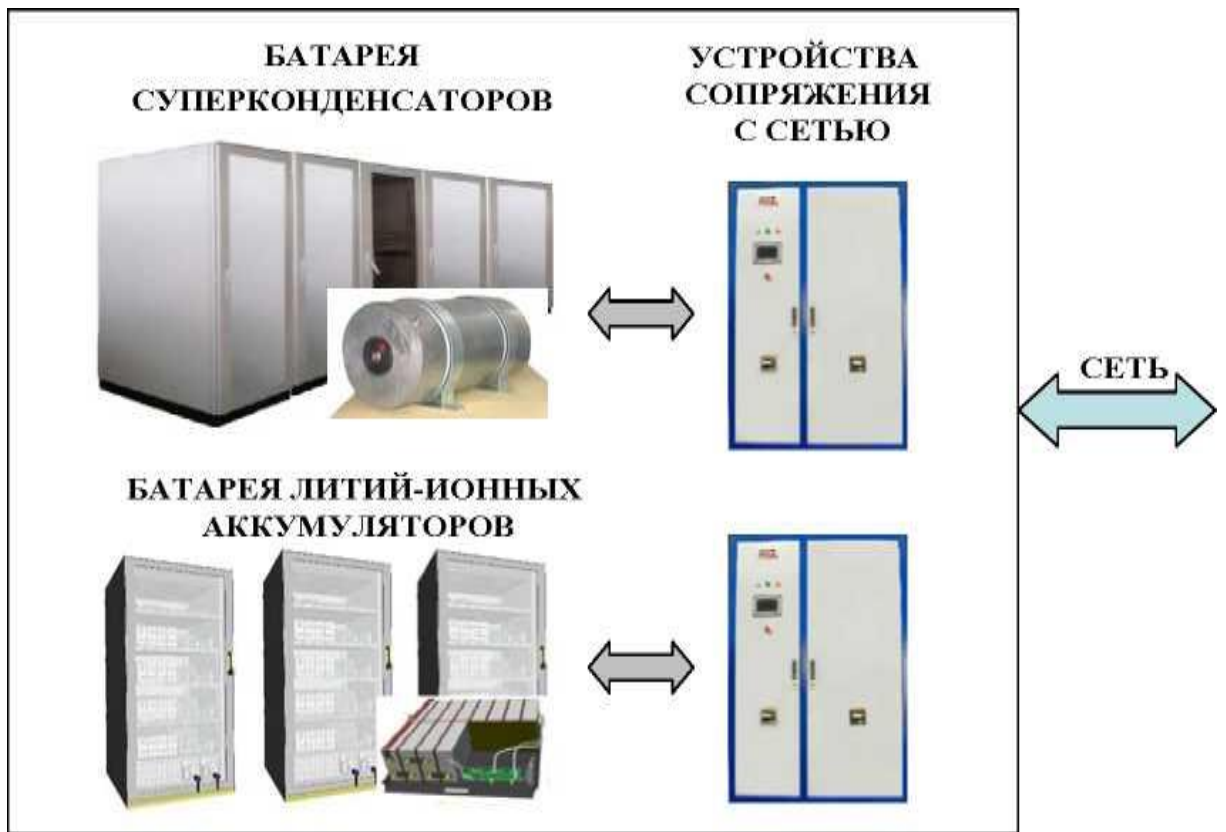 БАТАРЕЯ
СУПЕРКОНДЕНСАТОРОВ
УСТРОЙСТВА
СОПРЯЖЕНИЯ
С СЕТЬЮ
СЕТЬ
БАТАРЕЯ ЛИТИЙ-ИОННЫХ
АККУМУЛЯТОРОВ